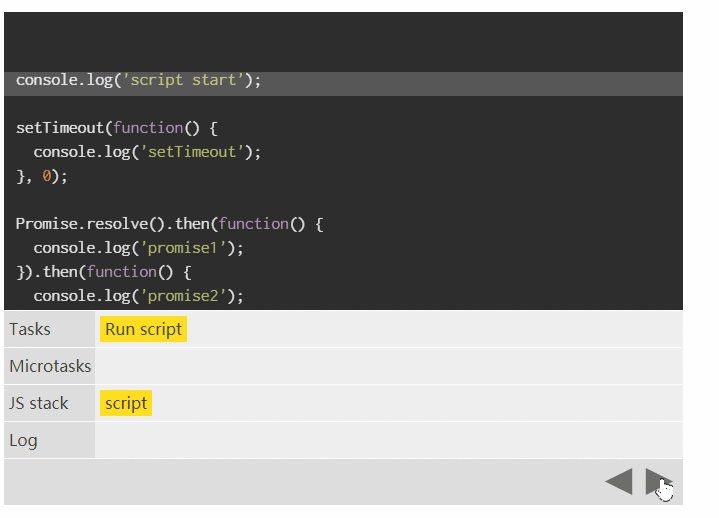 console.log('script start');
setTimeout(function() {
console.log('setTimeout');
}, 0);
Promise.resolve().then(function() {
console.log('promise1');
}).then(function() {
console.log('promise2');
Tasks Run script
Microtasks
JS stack script
Log